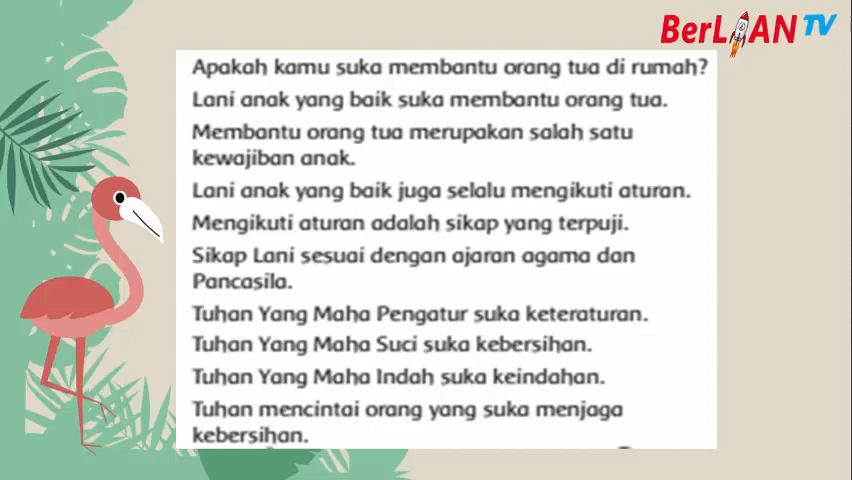 BerLIAN TV
Apakah kamu suka membantu orang tua di rumah?
Lani anak yang baik suka membantu orang tua.
Membantu orang tua merupakan salah satu
kewajiban anak.
Lani anak yang baik juga selalu mengikuti aturan.
Mengikuti aturan adalah sikap yang terpuji.
Sikap Lani sesuai dengan ajaran agama dan
Pancasila.
Tuhan Yang Maha Pengatur suka keteraturan.
Tuhan Yang Maha Suci suka kebersihan.
Tuhan Yang Maha Indah suka keindahan.
Tuhan mencintai orang yang suka menjaga
kebersihan.